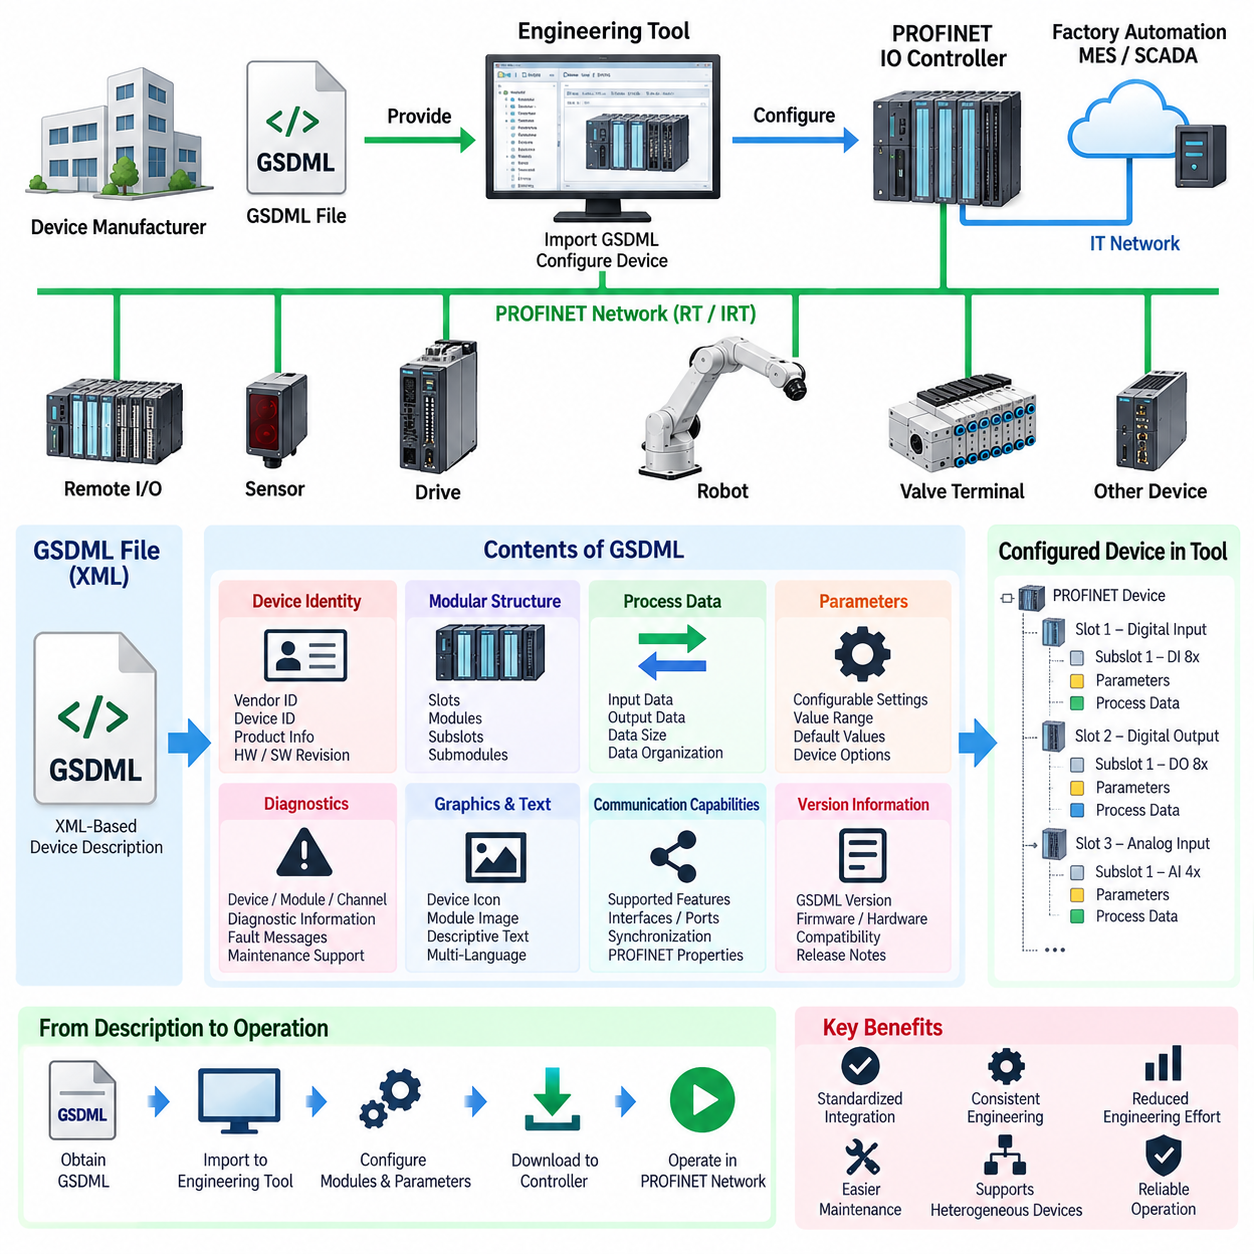 Engineering Tool
PROFINET
IO Controller
Factory Automation
MES / SCADA
</>
GSDML
Provide
Configure
Device Manufacturer
GSDML File
Import GSDML
Configure Device
IT Network
PROFINET Network (RT / IRT)
Remote I/O
Sensor
Drive
Robot
Valve Terminal
Other Device
GSDML File
(XML)
</>
GSDML
XML-Based
Device Description
Contents of GSDML
Device Identity
Vendor ID
Device ID
Product Info
HW / SW Revision
Modular Structure
Slots
Modules
Subslots
Submodules
Process Data
Input Data
Output Data
Data Size
Data Organization
Parameters
Configurable Settings
Value Range
Default Values
Device Options
Diagnostics
Device / Module / Channel
Diagnostic Information
Fault Messages
Maintenance Support
Graphics & Text
Device Icon
Module Image
Descriptive Text
Multi-Language
Communication Capabilities
Supported Features
Interfaces / Ports
Synchronization
PROFINET Properties
Version Information
GSDML Version
Firmware / Hardware
Compatibility
Release Notes
Configured Device in Tool
PROFINET Device
Slot 1 – Digital Input
Subslot 1 – DI 8x
Parameters
Process Data
Slot 2 – Digital Output
Subslot 1 – DO 8x
Parameters
Process Data
Slot 3 – Analog Input
Subslot 1 – AI 4x
Parameters
Process Data
...
From Description to Operation
GSDML
Obtain
GSDML
Import to
Engineering Tool
Configure
Modules & Parameters
Download to
Controller
Operate in
PROFINET Network
Key Benefits
Standardized
Integration
Consistent
Engineering
Reduced
Engineering Effort
Easier
Maintenance
Supports
Heterogeneous Devices
Reliable
Operation